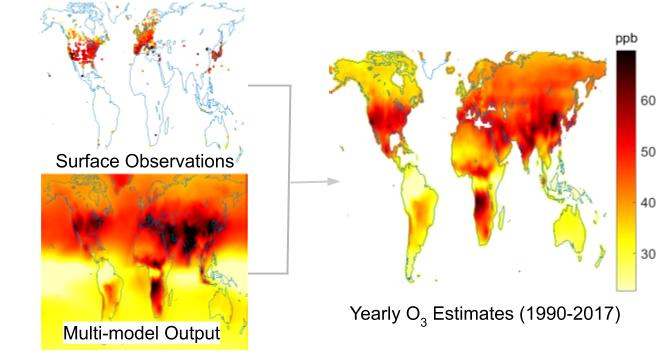 ppb
60
50
40
30
Surface Observations
Multi-model Output
Yearly O₃ Estimates (1990-2017)